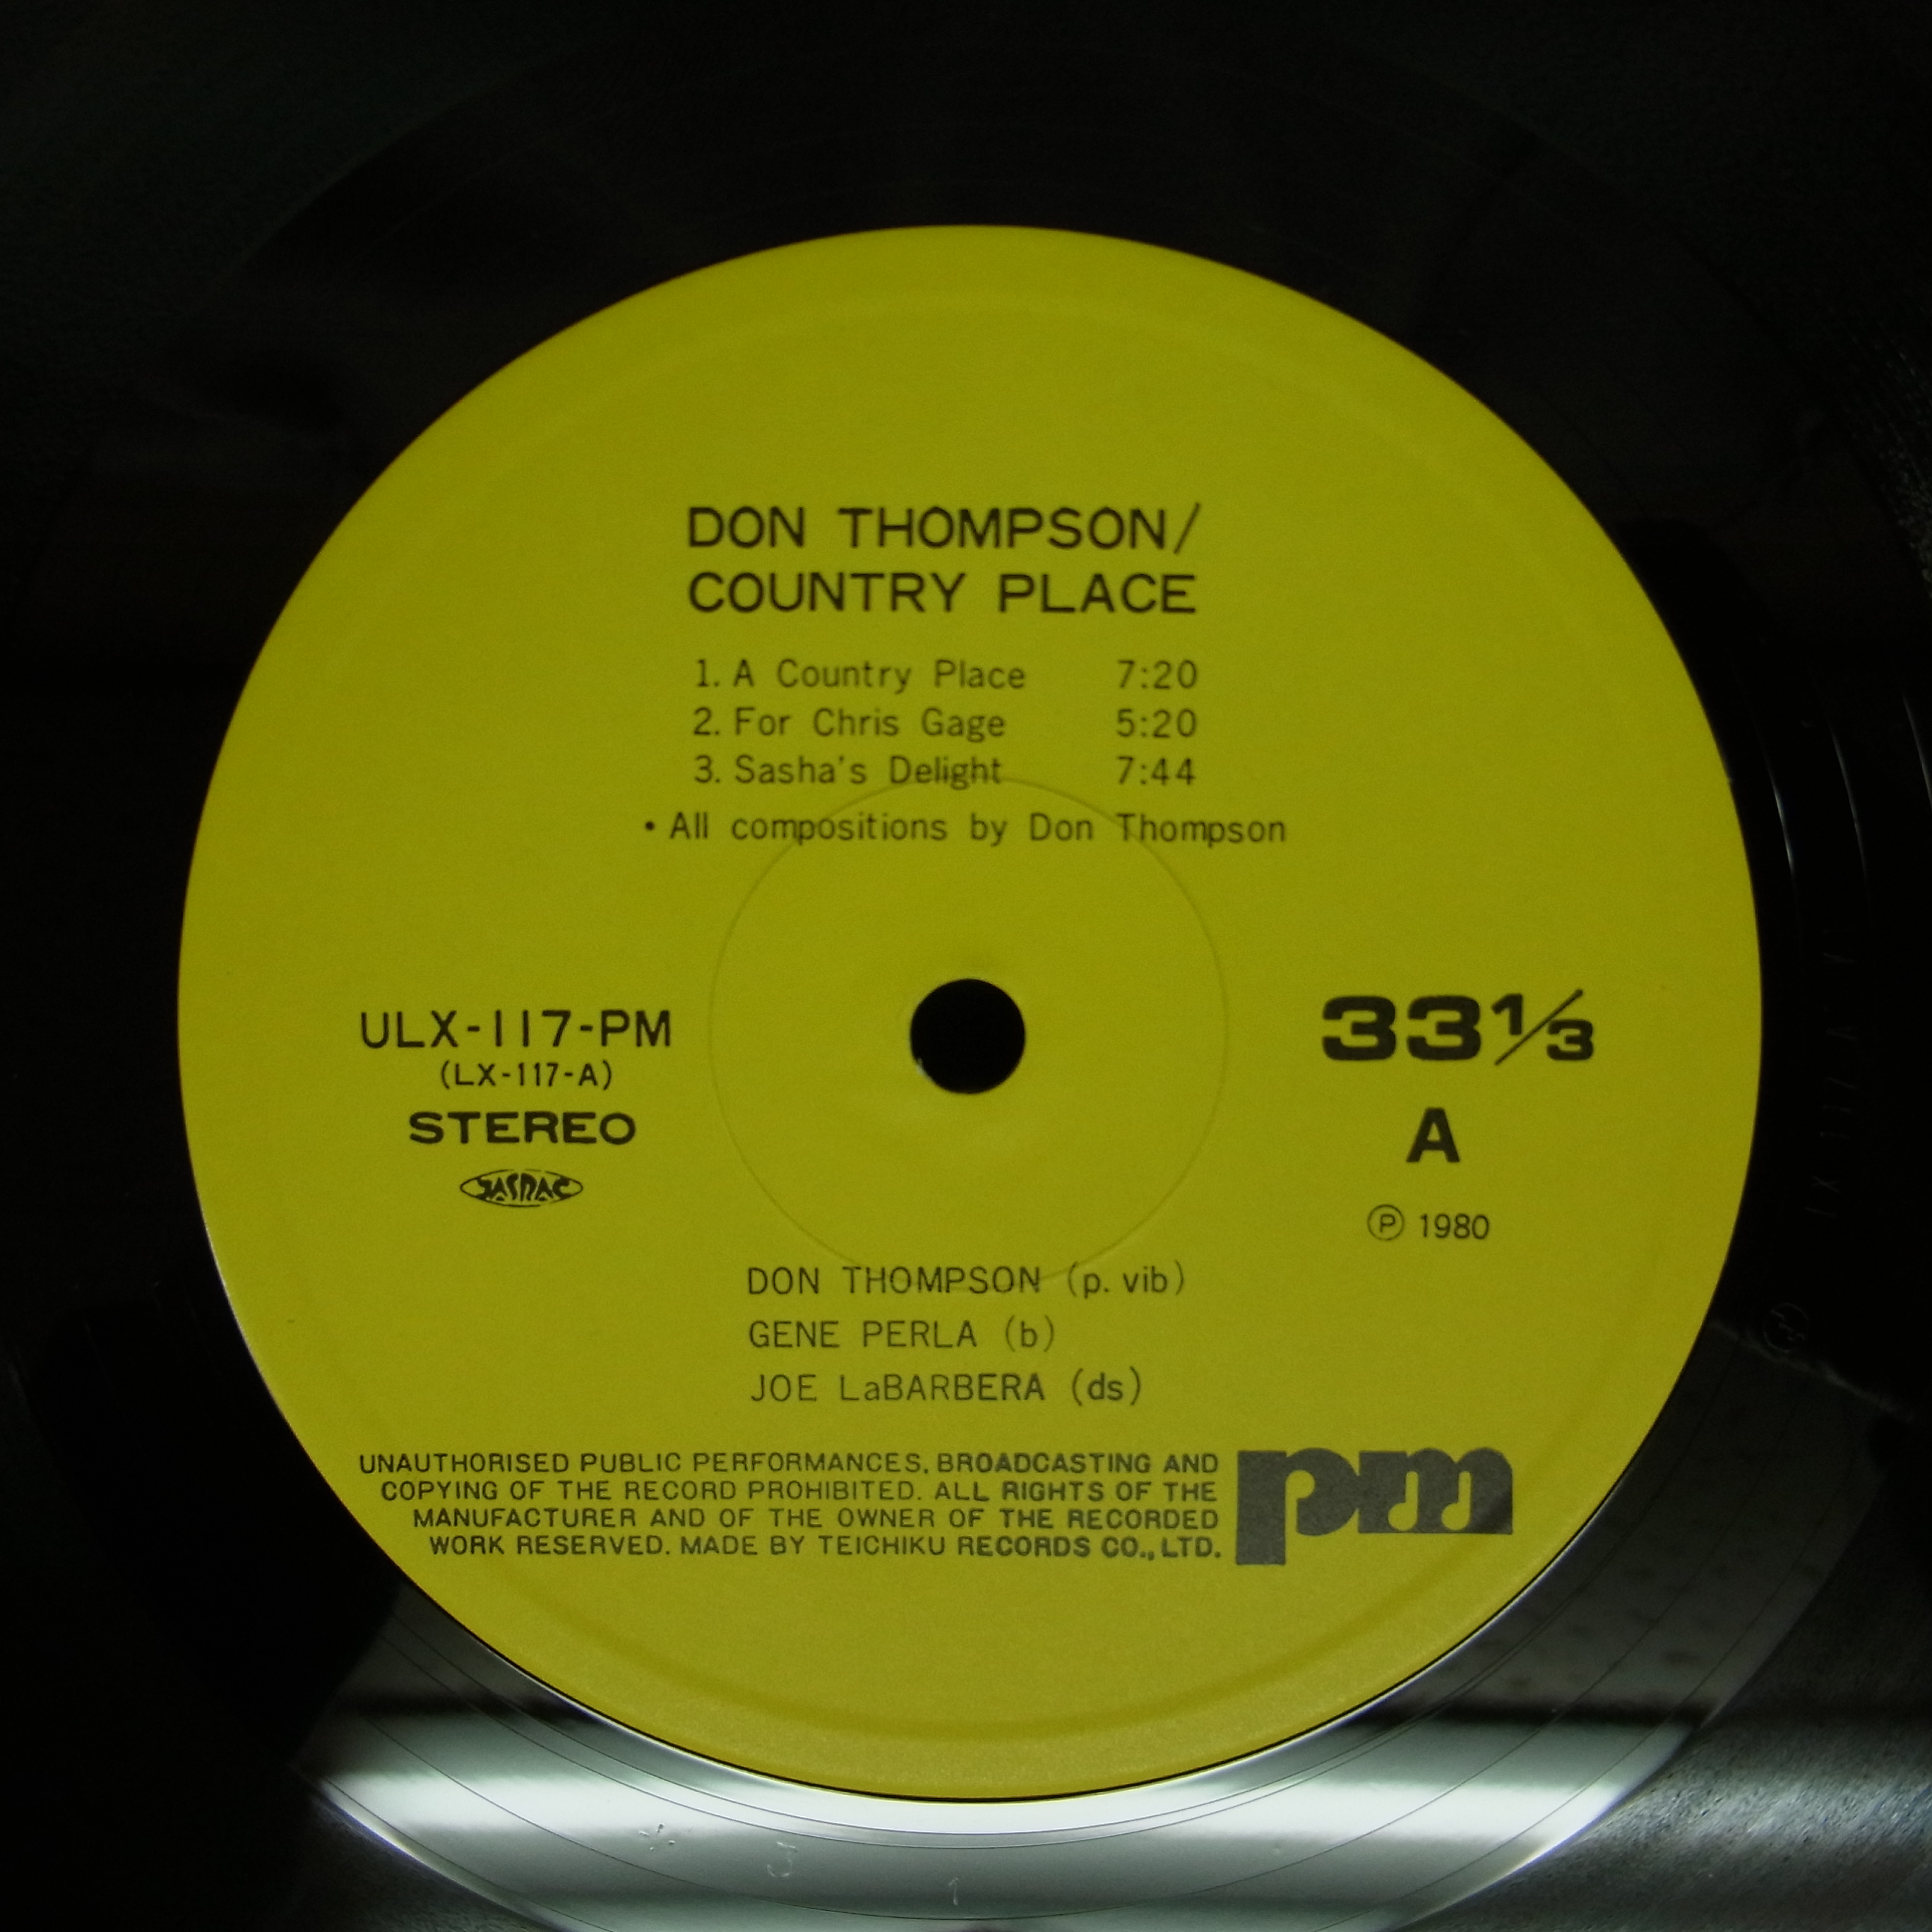 DON THOMPSON/
COUNTRY PLACE
1. A Country Place 7:20
2. For Chris Gage 5:20
3. Sasha's Delight 7:44
• All compositions by Don Thompson
ULX-117-PM
(LX-117-A)
STEREO
JASRAC
33 1/3
A
Ⓟ 1980
DON THOMPSON (p. vib)
GENE PERLA (b)
JOE LaBARBERA (ds)
UNAUTHORISED PUBLIC PERFORMANCES, BROADCASTING AND
COPYING OF THE RECORD PROHIBITED. ALL RIGHTS OF THE
MANUFACTURER AND OF THE OWNER OF THE RECORDED
WORK RESERVED. MADE BY TEICHIKU RECORDS CO., LTD.
pm
J 1